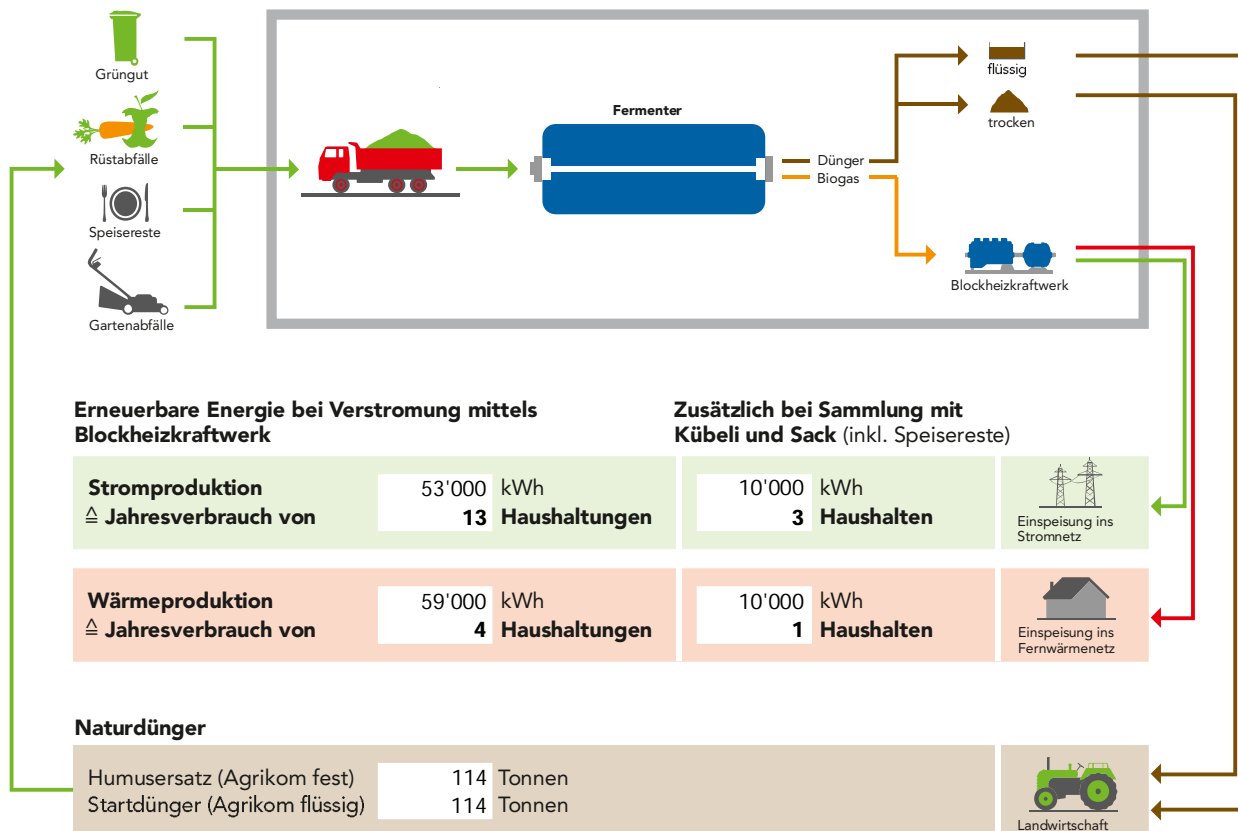 Grüngut
Rüstabfälle
Speisereste
Gartenabfälle
Fermenter
Dünger
Biogas
flüssig
trocken
Blockheizkraftwerk
Erneuerbare Energie bei Verstromung mittels
Blockheizkraftwerk
Zusätzlich bei Sammlung mit
Kübeli und Sack (inkl. Speisereste)
Stromproduktion 53'000 kWh 10'000 kWh
≙ Jahresverbrauch von 13 Haushaltungen 3 Haushalten
Einspeisung ins
Stromnetz
Wärmeproduktion 59'000 kWh 10'000 kWh
≙ Jahresverbrauch von 4 Haushaltungen 1 Haushalten
Einspeisung ins
Fernwärmenetz
Naturdünger
Humusersatz (Agrikom fest) 114 Tonnen
Startdünger (Agrikom flüssig) 114 Tonnen
Landwirtschaft